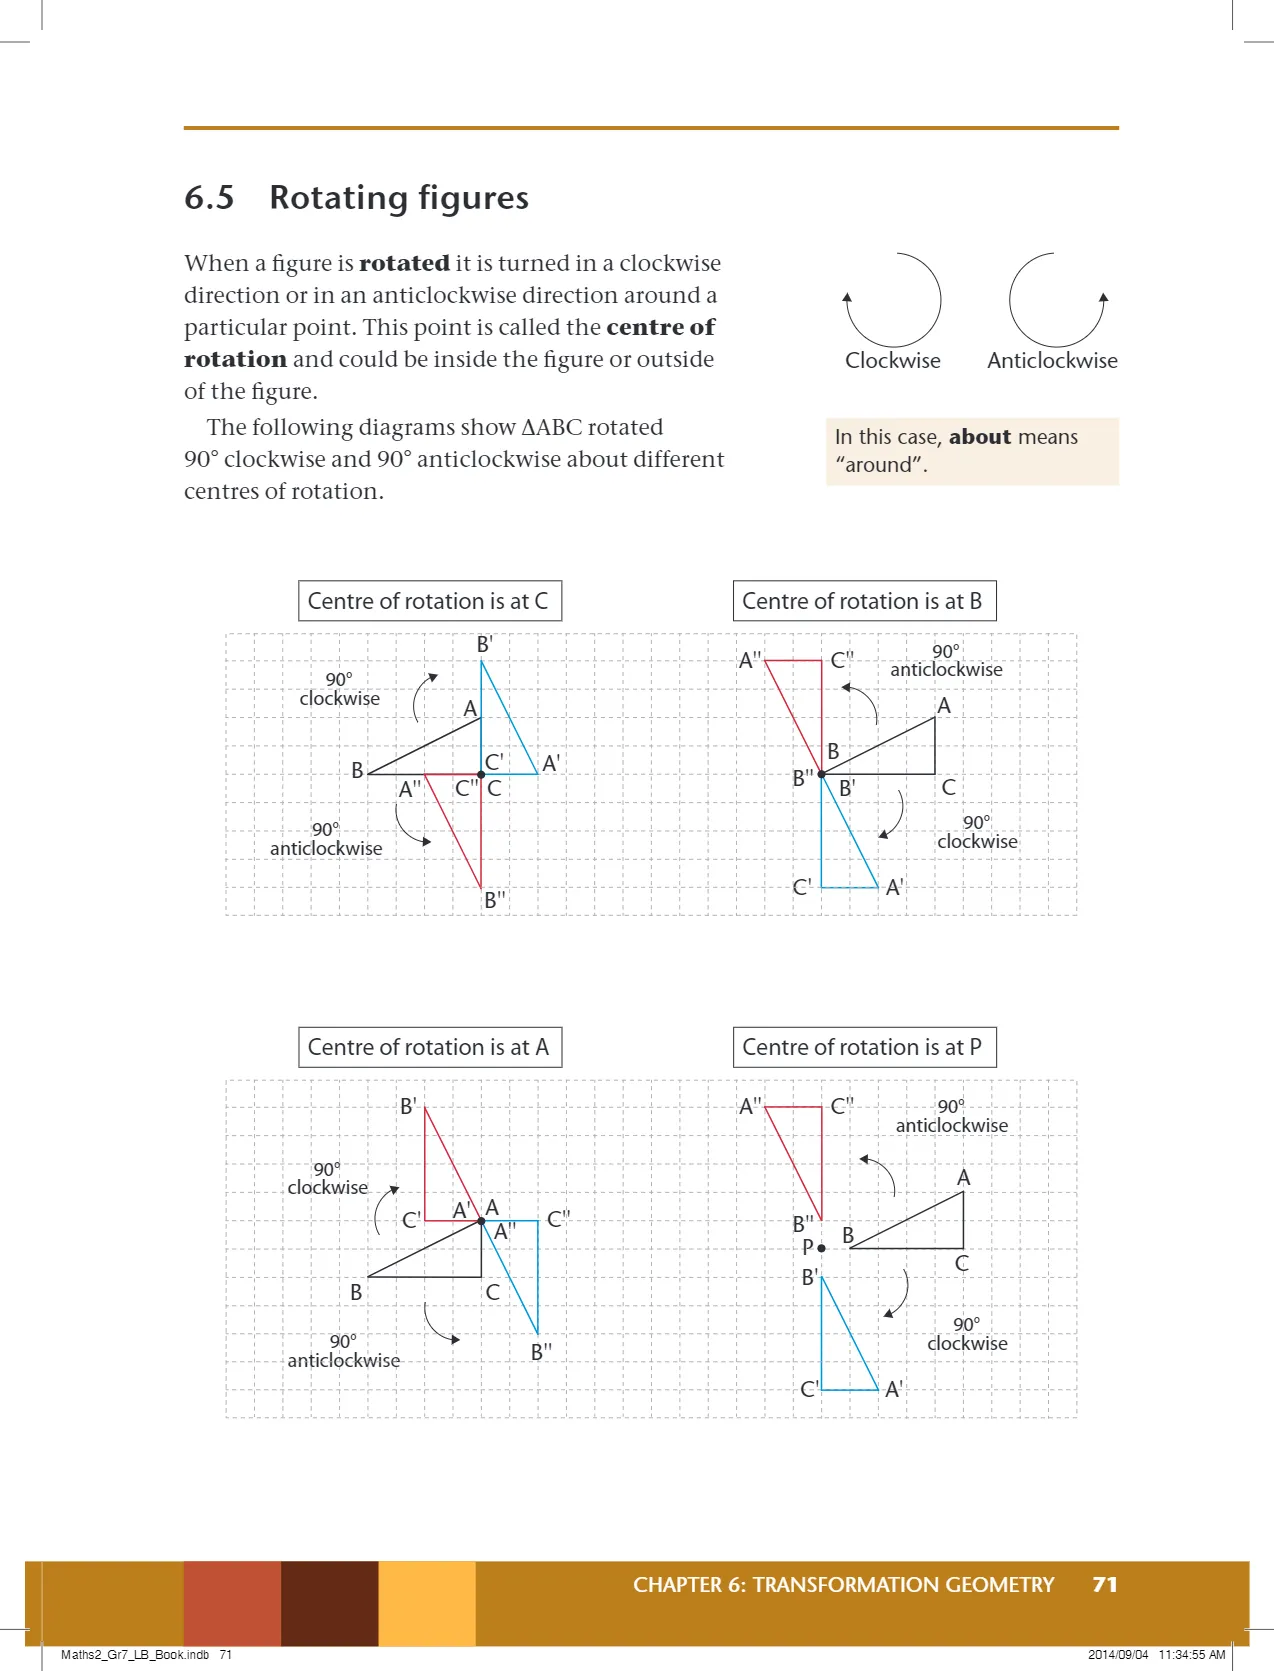 6.5 Rotating figures
When a figure is rotated it is turned in a clockwise
direction or in an anticlockwise direction around a
particular point. This point is called the centre of
rotation and could be inside the figure or outside
of the figure.
The following diagrams show ΔABC rotated
90° clockwise and 90° anticlockwise about different
centres of rotation.
Clockwise
Anticlockwise
In this case, about means
“around”.
Centre of rotation is at C
B'
90°
clockwise
A
B
C'
A'
A"
C"
C
90°
anticlockwise
B"
Centre of rotation is at B
A"
C"
90°
anticlockwise
A
B
B"
B'
C
90°
clockwise
C'
A'
Centre of rotation is at A
B'
90°
clockwise
C'
A'
A
A"
C"
B
C
90°
anticlockwise
B"
Centre of rotation is at P
A"
C"
90°
anticlockwise
A
B"
B
P
C
B'
90°
clockwise
C'
A'
CHAPTER 6: TRANSFORMATION GEOMETRY 71
Maths2_Gr7_LB_Book.indb 71
2014/09/04 11:34:55 AM